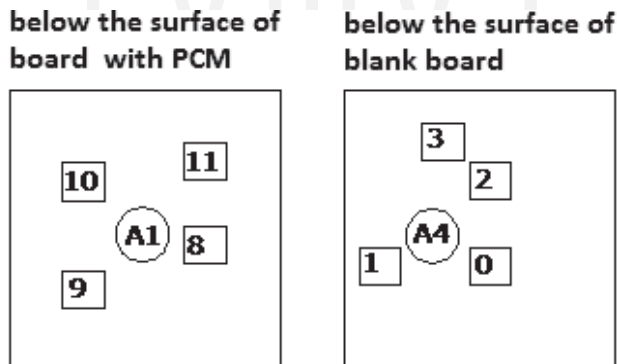 below the surface of
board with PCM
10
11
A1
8
9
below the surface of
blank board
3
2
A4
1
0